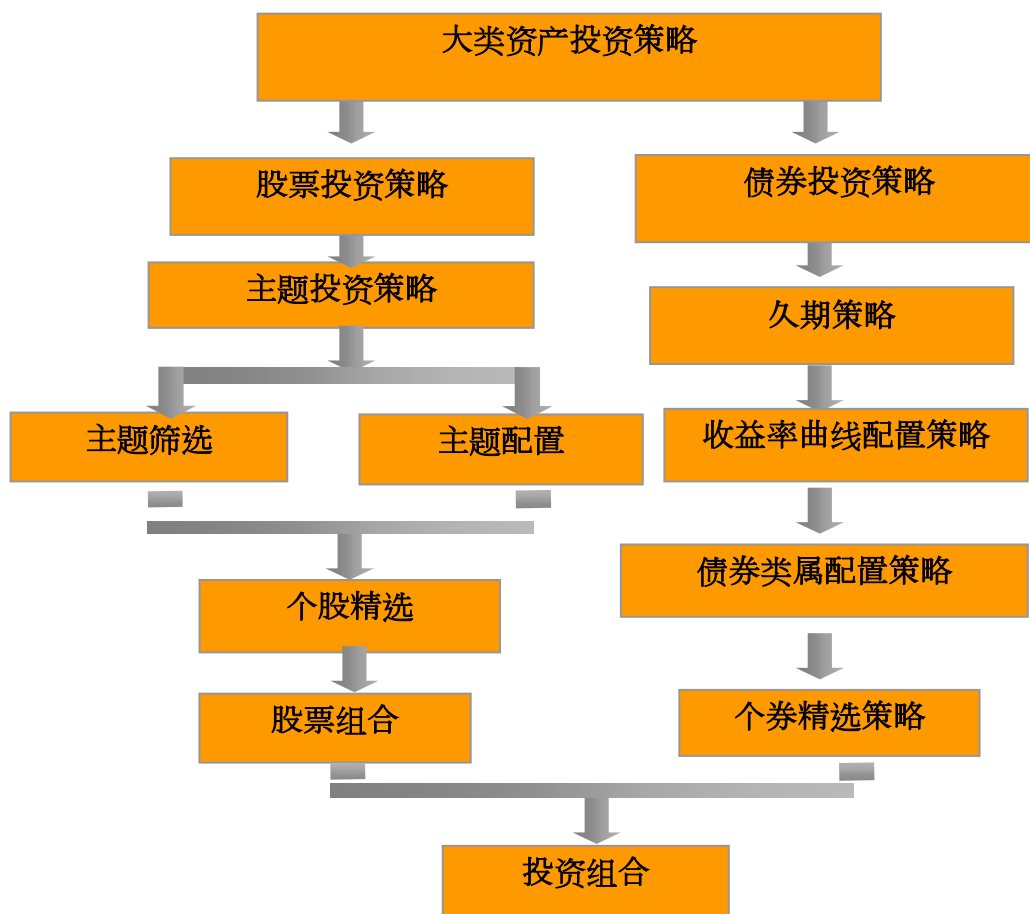 大类资产投资策略
股票投资策略
债券投资策略
主题投资策略
久期策略
主题筛选
主题配置
收益率曲线配置策略
债券类属配置策略
个股精选
股票组合
个券精选策略
投资组合